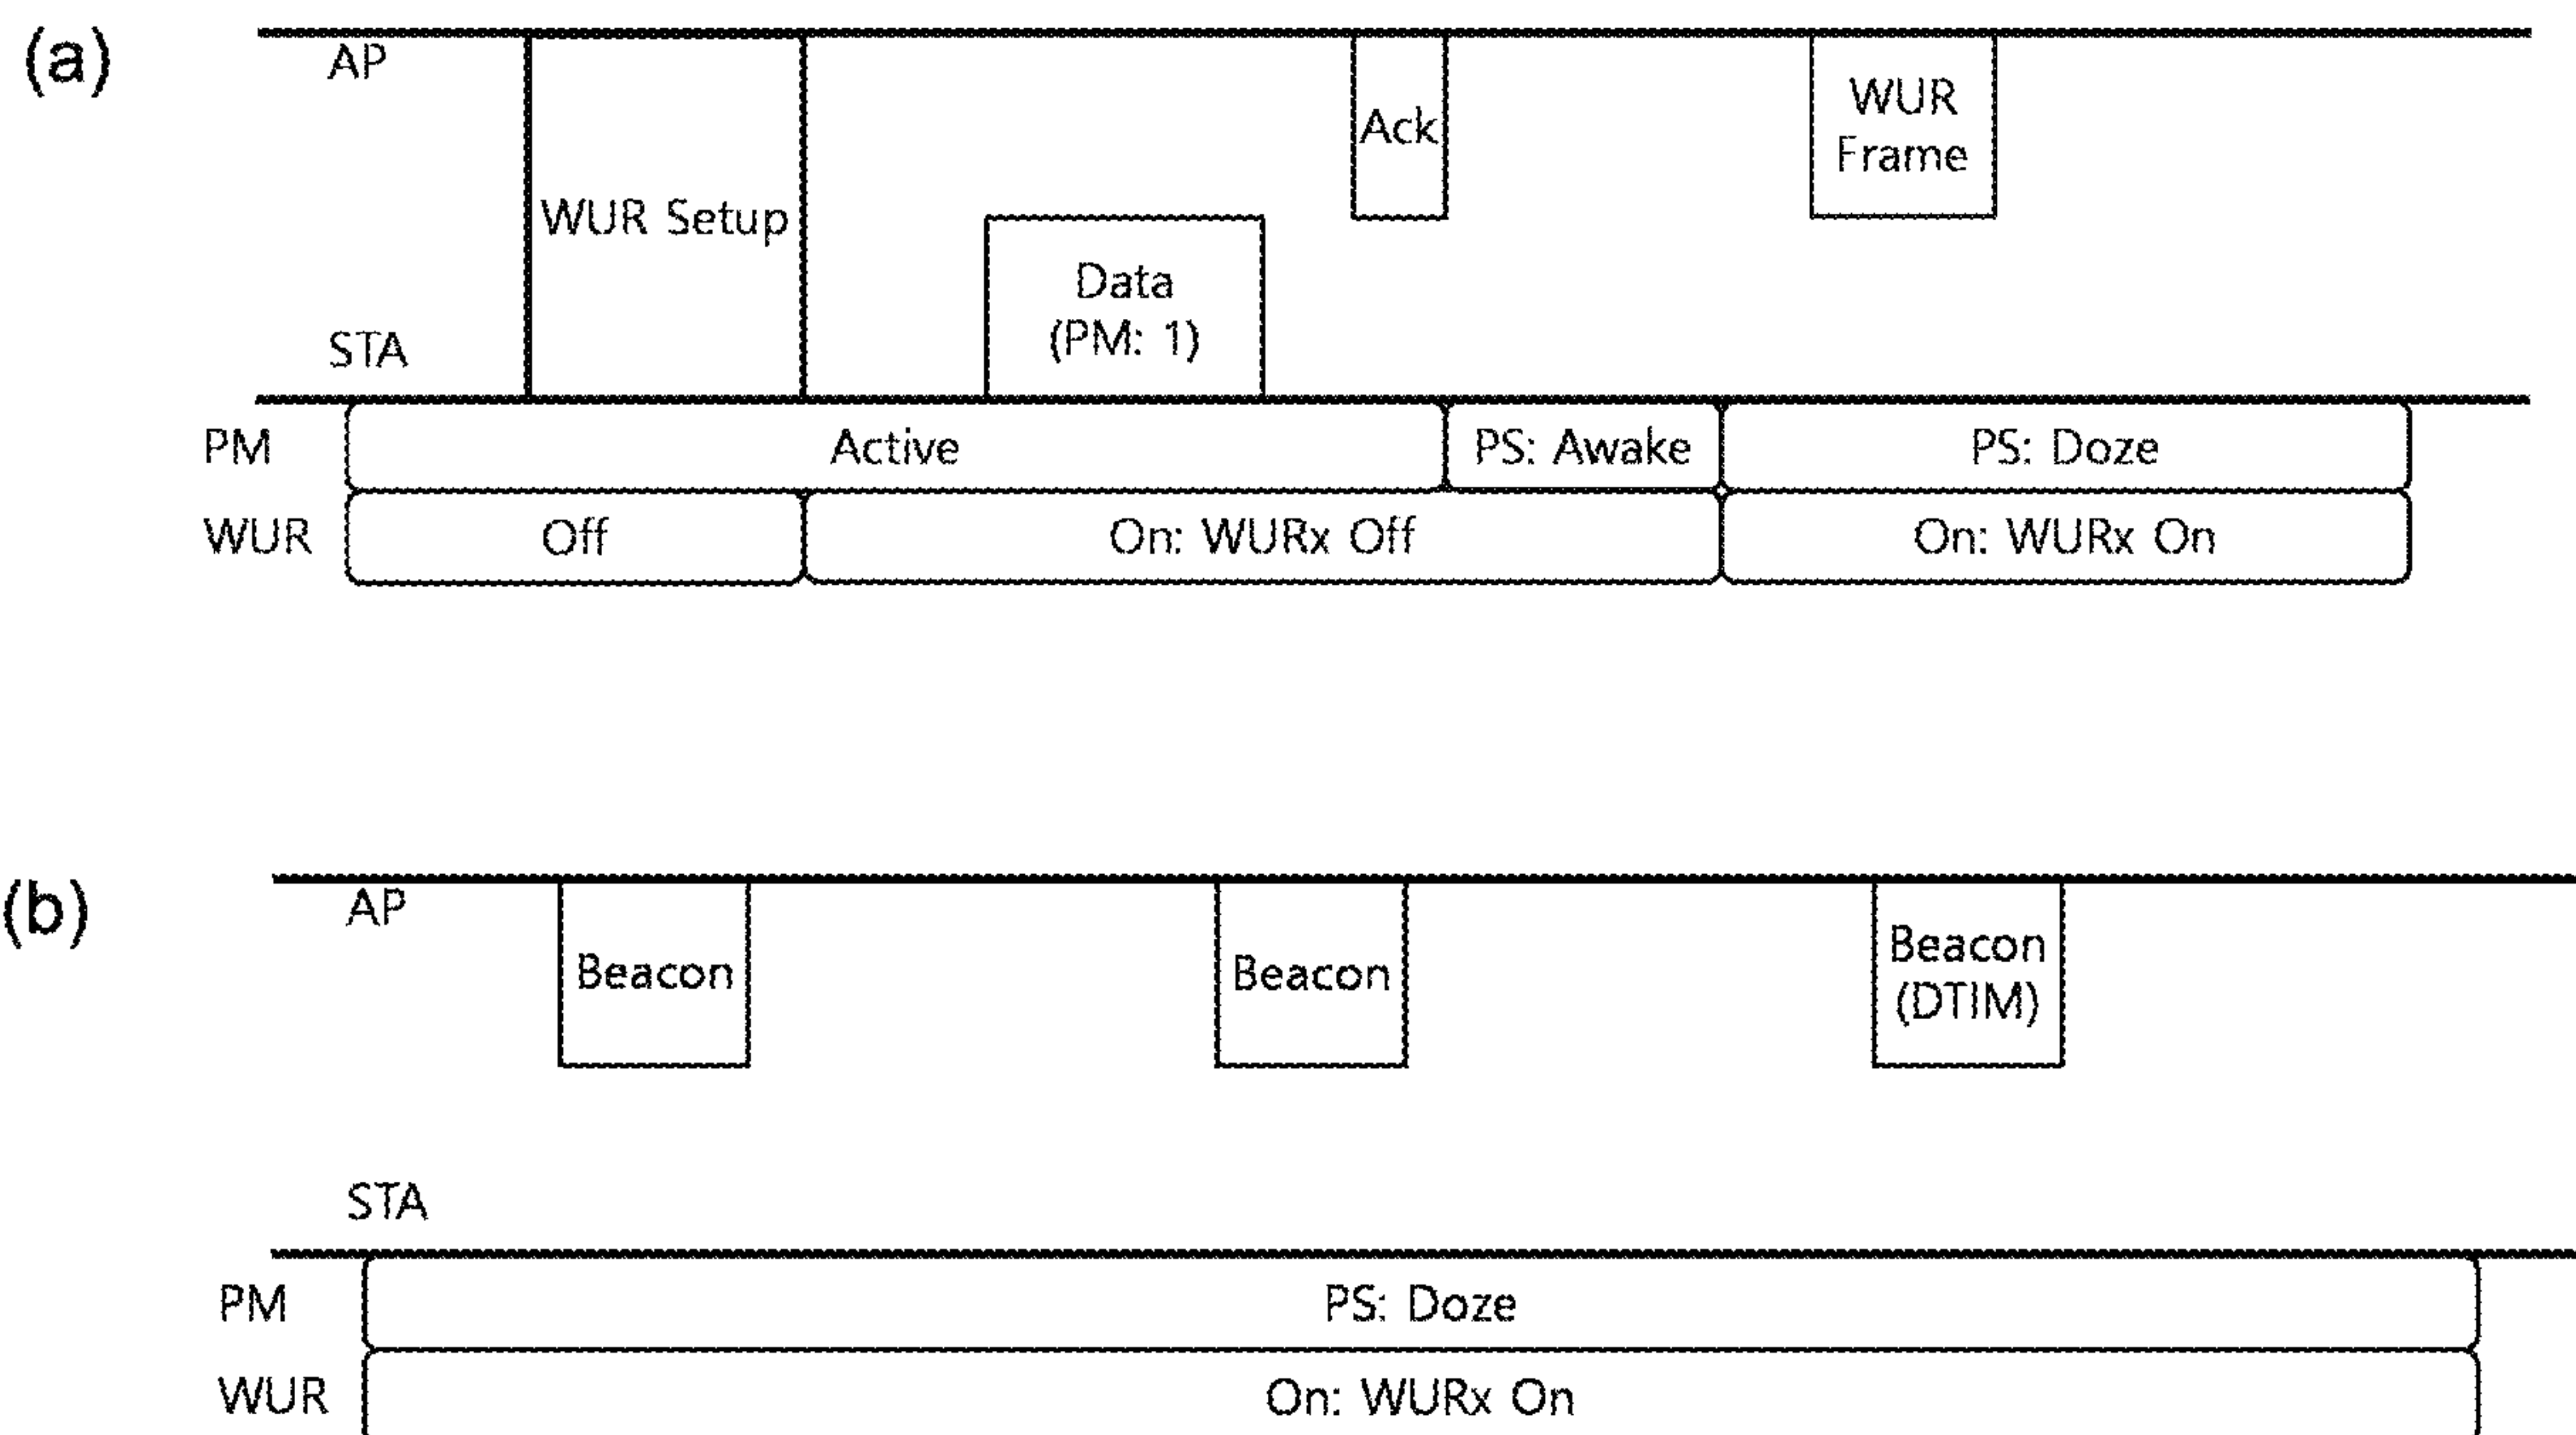 (a)
AP
WUR Setup
Ack
WUR
Frame
Data
(PM: 1)
STA
PM
Active
PS: Awake
PS: Doze
WUR
Off
On: WURx Off
On: WURx On
(b)
AP
Beacon
Beacon
Beacon
(DTIM)
STA
PM
PS: Doze
WUR
On: WURx On